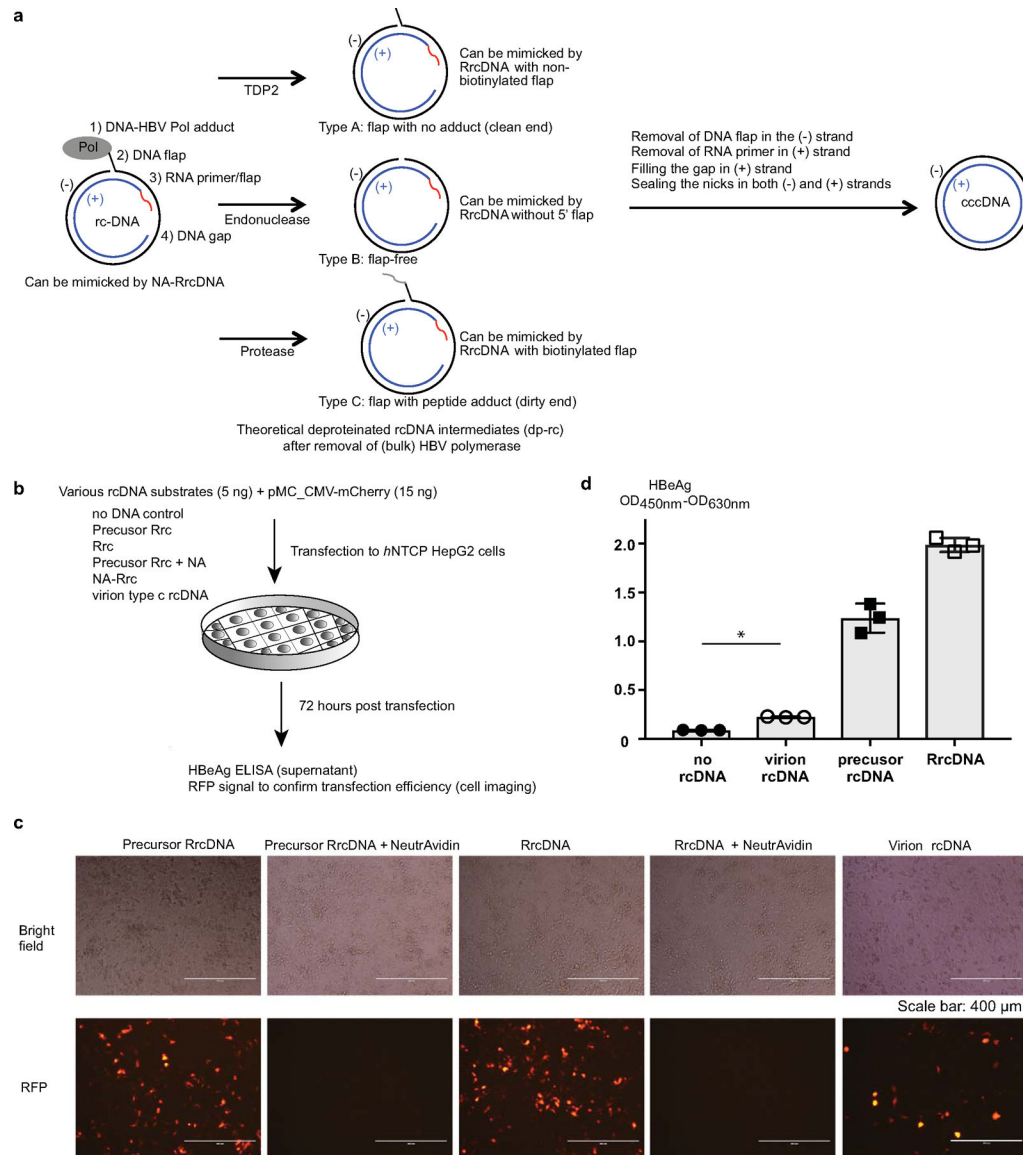 a
(-)
(+)
TDP2
Can be mimicked by
RrcDNA with non-
biotinylated flap
Type A: flap with no adduct (clean end)
1) DNA-HBV Pol adduct
Pol
2) DNA flap
3) RNA primer/flap
(-)
(+)
rc-DNA
4) DNA gap
Can be mimicked by NA-RrcDNA
Endonuclease
(-)
(+)
Can be mimicked by
RrcDNA without 5' flap
Type B: flap-free
Removal of DNA flap in the (-) strand
Removal of RNA primer in (+) strand
Filling the gap in (+) strand
Sealing the nicks in both (-) and (+) strands
(-)
(+)
cccDNA
Protease
(-)
(+)
Can be mimicked by
RrcDNA with biotinylated flap
Type C: flap with peptide adduct (dirty end)
Theoretical deproteinated rcDNA intermediates (dp-rc)
after removal of (bulk) HBV polymerase
b
Various rcDNA substrates (5 ng) + pMC_CMV-mCherry (15 ng)
no DNA control
Precusor Rrc
Rrc
Precusor Rrc + NA
NA-Rrc
virion type c rcDNA
Transfection to hNTCP HepG2 cells
72 hours post transfection
HBeAg ELISA (supernatant)
RFP signal to confirm transfection efficiency (cell imaging)
d
HBeAg
OD450nm-OD630nm
2.0
1.5
1.0
0.5
0
*
no rcDNA
virion rcDNA
precusor rcDNA
RrcDNA
c
Precursor RrcDNA
Precursor RrcDNA + NeutrAvidin
RrcDNA
RrcDNA + NeutrAvidin
Virion rcDNA
Bright
field
Scale bar: 400 µm
RFP